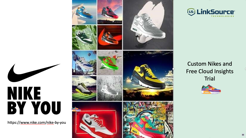 NIKE
BY YOU
https://www.nike.com/nike-by-you
LinkSource
Custom Nikes and
Free Cloud Insights
Trial